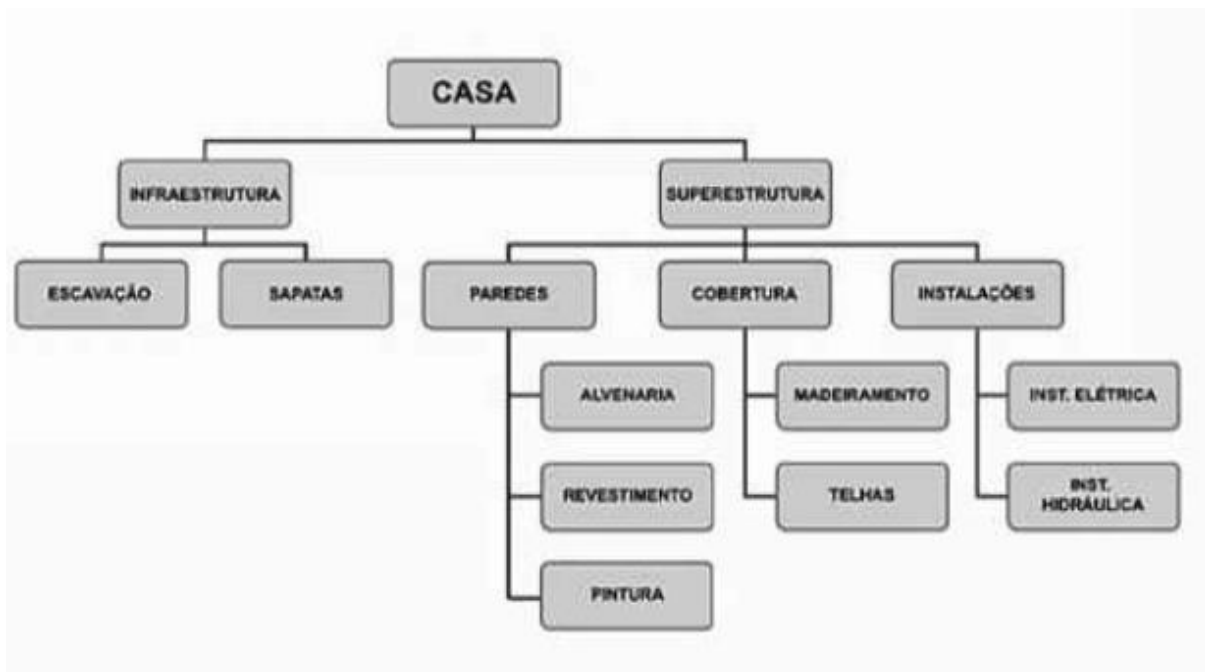 CASA
INFRAESTRUTURA
SUPERESTRUTURA
ESCAVAÇÃO
SAPATAS
PAREDES
COBERTURA
INSTALAÇÕES
ALVENARIA
MADEIRAMENTO
INST. ELÉTRICA
REVESTIMENTO
TELHAS
INST.
HIDRÁULICA
PINTURA